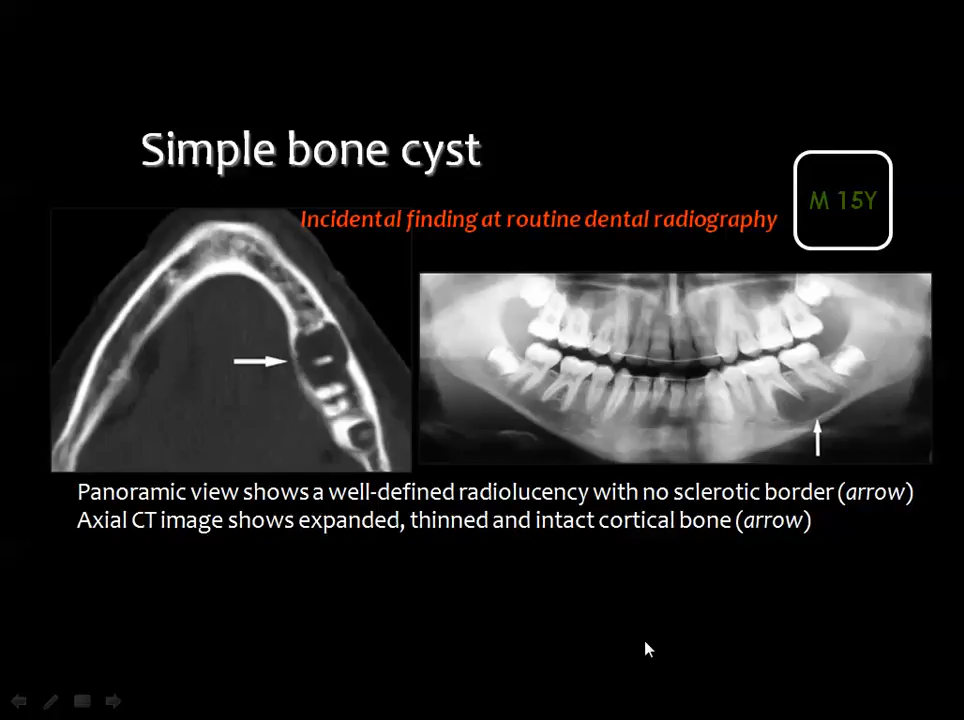 Simple bone cyst
M 15Y
Incidental finding at routine dental radiography
Panoramic view shows a well-defined radiolucency with no sclerotic border (arrow)
Axial CT image shows expanded, thinned and intact cortical bone (arrow)